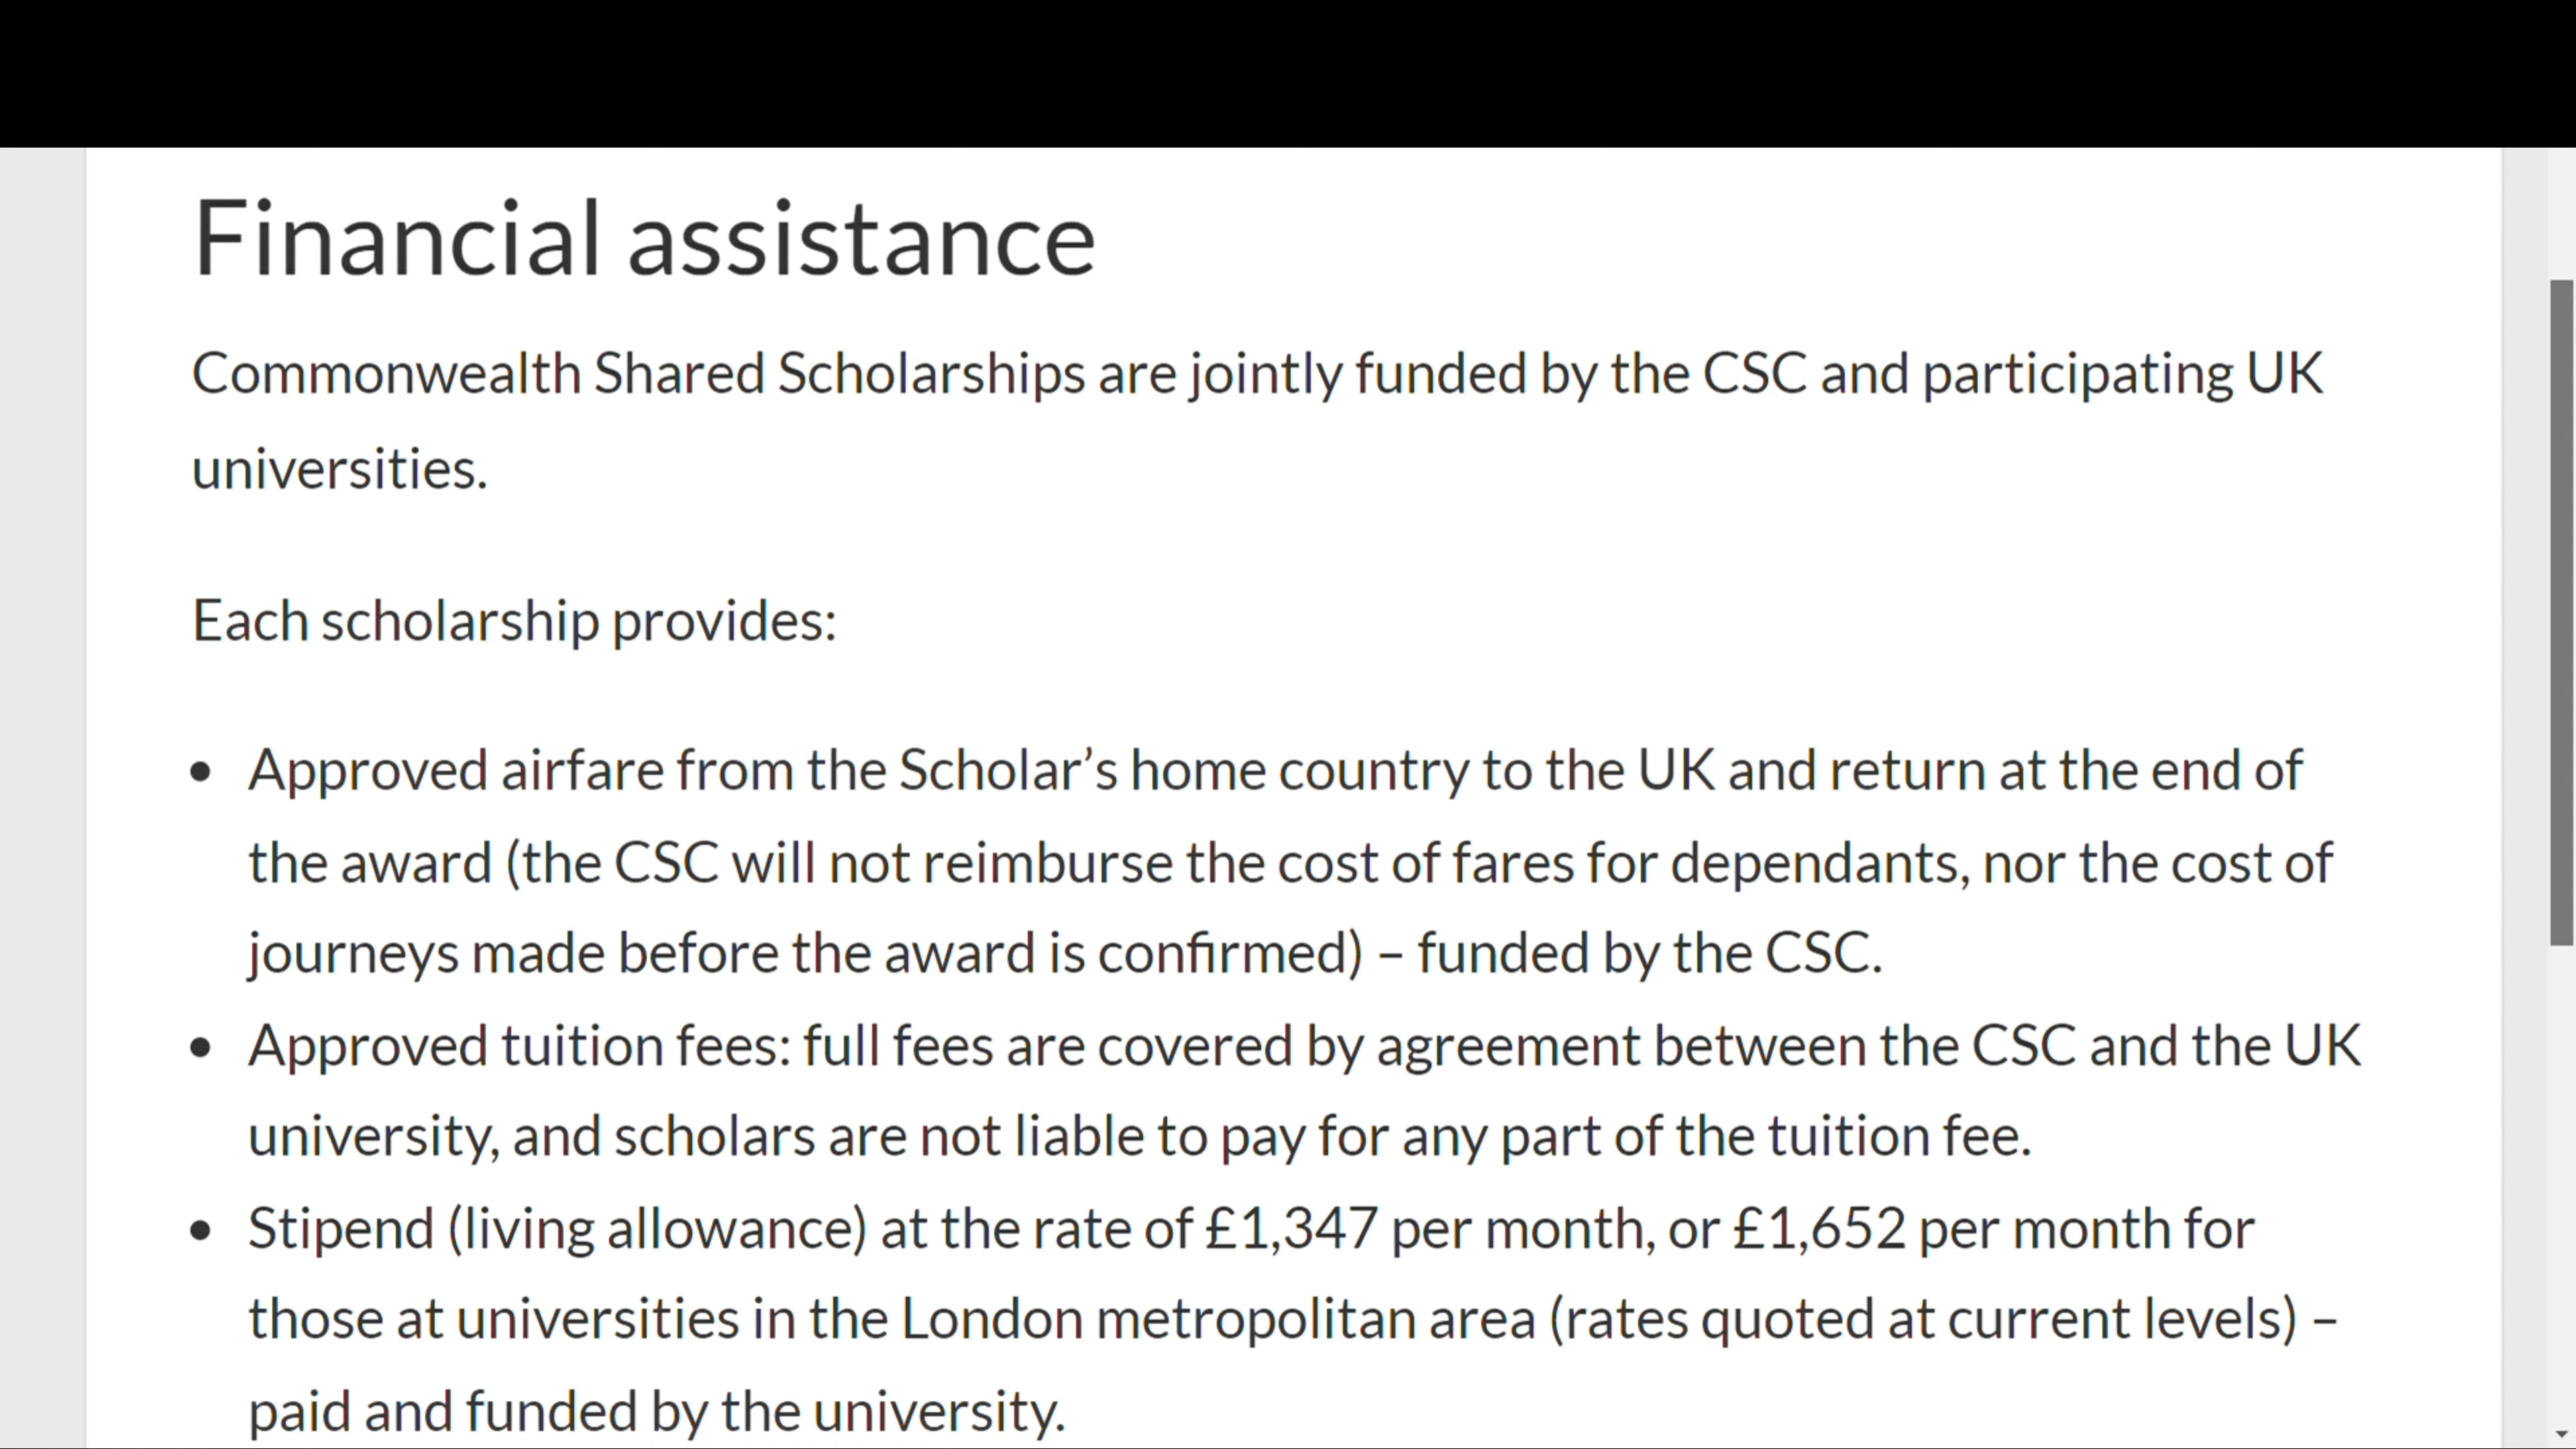 Financial assistance
Commonwealth Shared Scholarships are jointly funded by the CSC and participating UK
universities.
Each scholarship provides:
• Approved airfare from the Scholar’s home country to the UK and return at the end of
the award (the CSC will not reimburse the cost of fares for dependants, nor the cost of
journeys made before the award is confirmed) – funded by the CSC.
• Approved tuition fees: full fees are covered by agreement between the CSC and the UK
university, and scholars are not liable to pay for any part of the tuition fee.
• Stipend (living allowance) at the rate of £1,347 per month, or £1,652 per month for
those at universities in the London metropolitan area (rates quoted at current levels) –
paid and funded by the university.